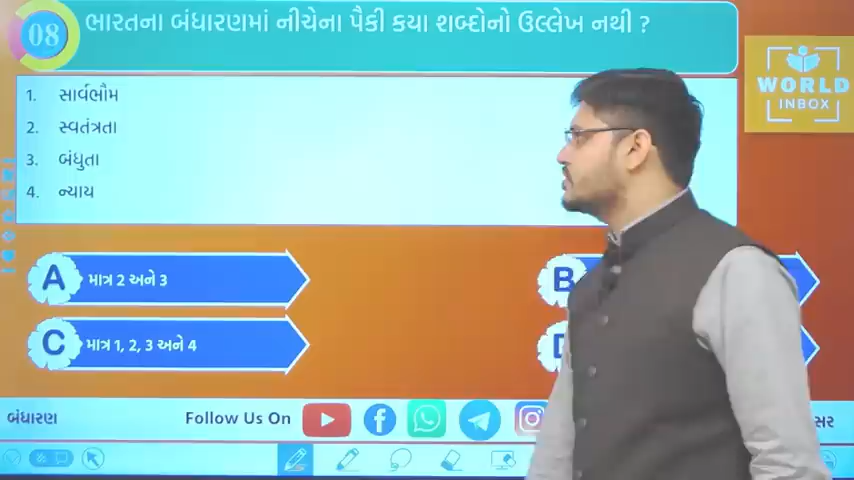 08
ભારતના બંધારણમાં નીચેના પૈકી કયા શબ્દોનો ઉલ્લેખ નથી ?
WORLD
INBOX
1. સાર્વભૌમ
2. સ્વતંત્રતા
3. બંધુતા
4. ન્યાય
A માત્ર 2 અને 3
B
C માત્ર 1, 2, 3 અને 4
બંધારણ
Follow Us On
સર